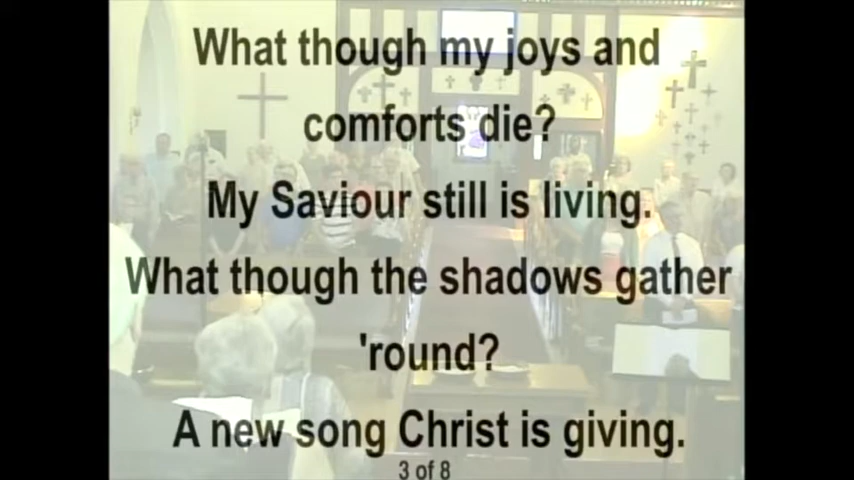 What though my joys and
comforts die?
My Saviour still is living.
What though the shadows gather
'round?
A new song Christ is giving.
3 of 8